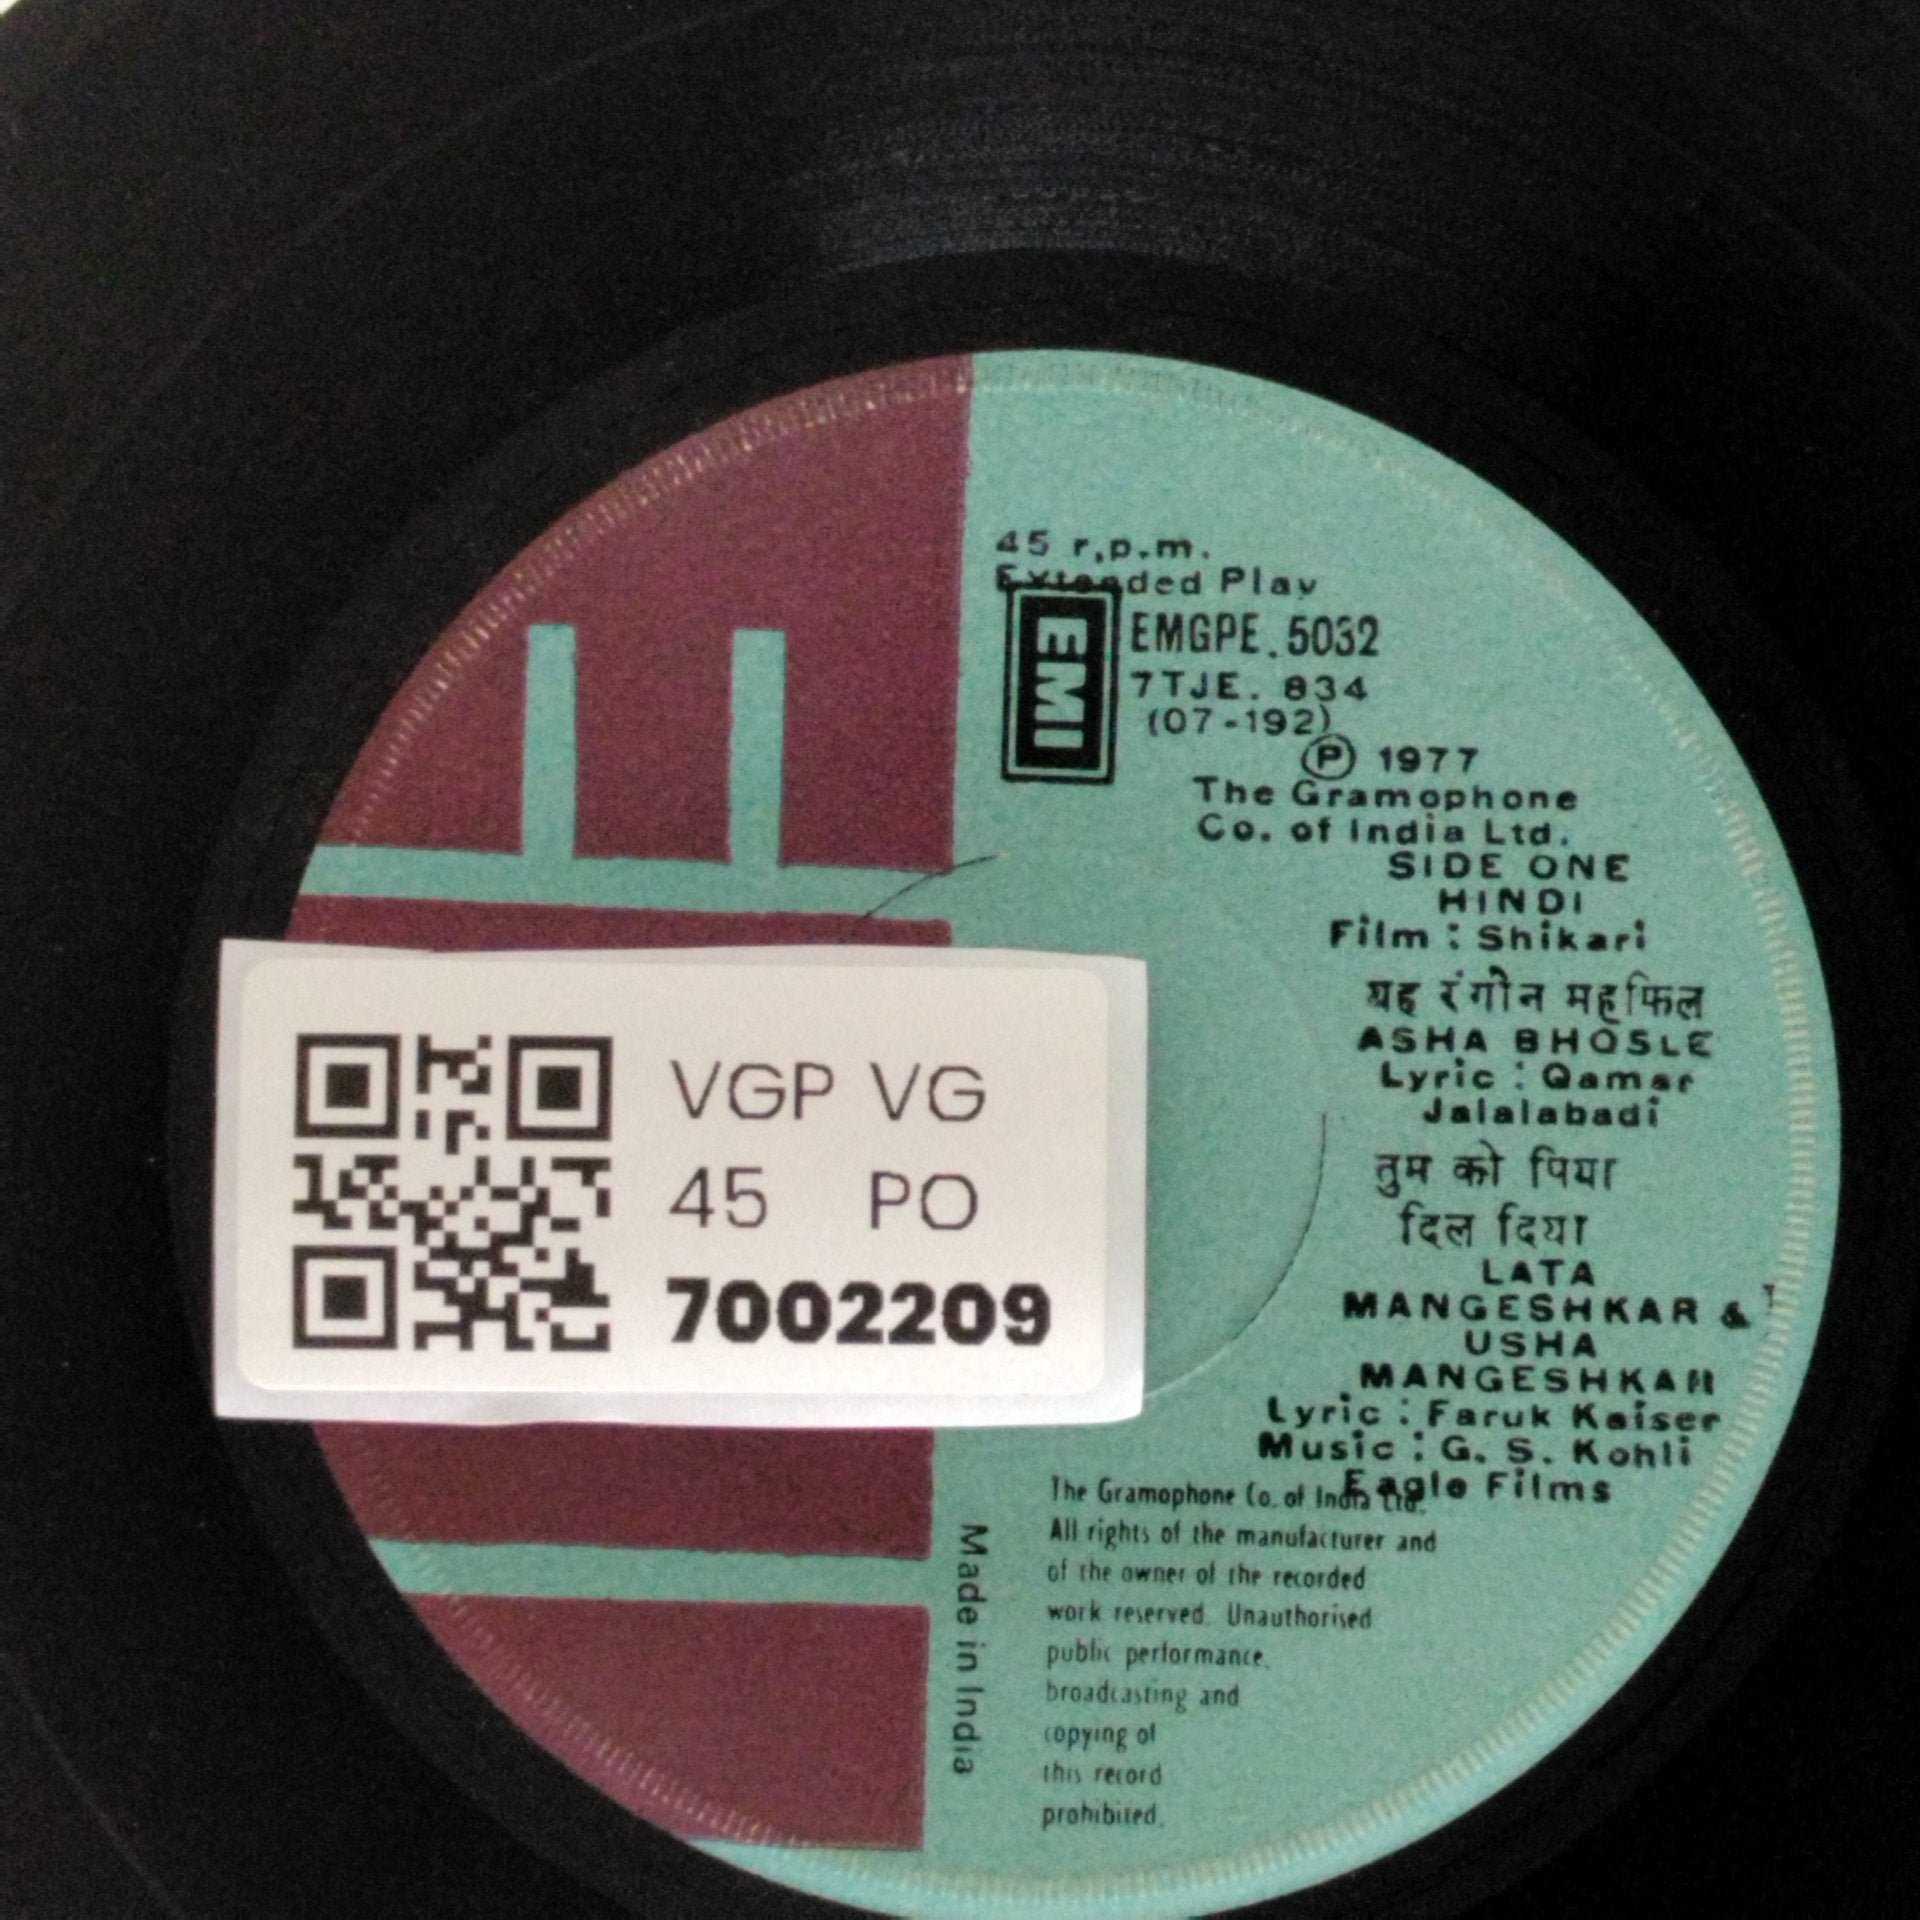 45 r.p.m.
Extended Play
EMI
EMGPE. 5032
7TJE. 834
(07-192)
Ⓟ 1977
The Gramophone
Co. of India Ltd.
SIDE ONE
HINDI
Film : Shikari
यह रंगीन महफिल
ASHA BHOSLE
Lyric : Qamar
Jalalabadi
तुम को पिया
दिल दिया
LATA
MANGESHKAR &
USHA
MANGESHKAR
Lyric : Faruk Kaiser
Music : G. S. Kohli
Eagle Films
The Gramophone Co. of India Ltd.
All rights of the manufacturer and
of the owner of the recorded
work reserved. Unauthorised
public performance.
broadcasting and
copying of
this record
prohibited.
Made in India
VGP VG
45 PO
7002209